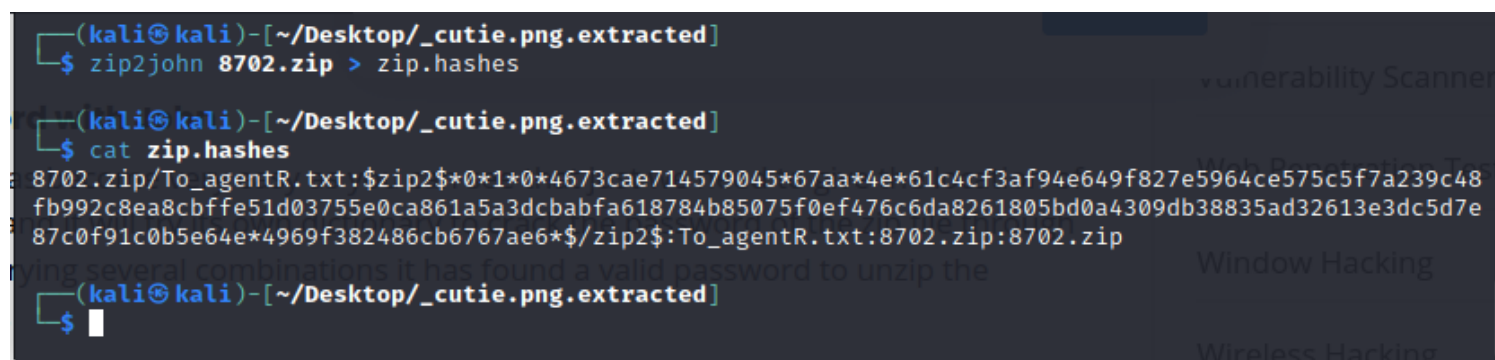 (kali㉿kali)-[~/Desktop/_cutie.png.extracted]
$ zip2john 8702.zip > zip.hashes
(kali㉿kali)-[~/Desktop/_cutie.png.extracted]
$ cat zip.hashes
8702.zip/To_agentR.txt:$zip2$*0*1*0*4673cae714579045*67aa*4e*61c4cf3af94e649f827e5964ce575c5f7a239c48
fb992c8ea8cbffe51d03755e0ca861a5a3dcbabfa618784b85075f0ef476c6da8261805bd0a4309db38835ad32613e3dc5d7e
87c0f91c0b5e64e*4969f382486cb6767ae6*$/zip2$:To_agentR.txt:8702.zip:8702.zip
rying several combinations it has found a valid password to unzip the
(kali㉿kali)-[~/Desktop/_cutie.png.extracted]
$
Vulnerability Scanner
Web Penetration Tes
Window Hacking
Wireless Hacking